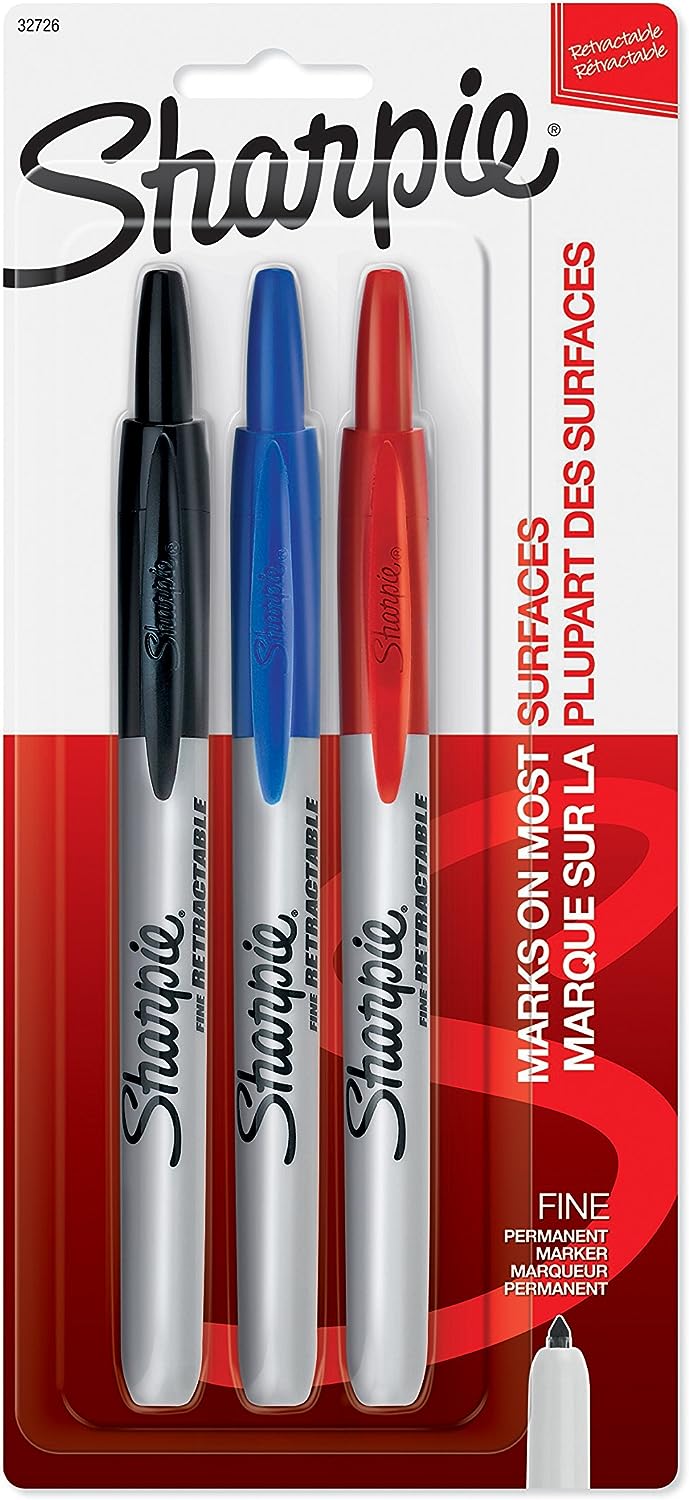 32726
Retractable
Rétractable
Sharpie®
Sharpie®
Sharpie®
Sharpie®
MARKS ON MOST SURFACES
MARQUE SUR LA PLUPART DES SURFACES
Sharpie®
FINE RETRACTABLE
Sharpie®
FINE RETRACTABLE
Sharpie®
FINE RETRACTABLE
FINE
PERMANENT
MARKER
MARQUEUR
PERMANENT